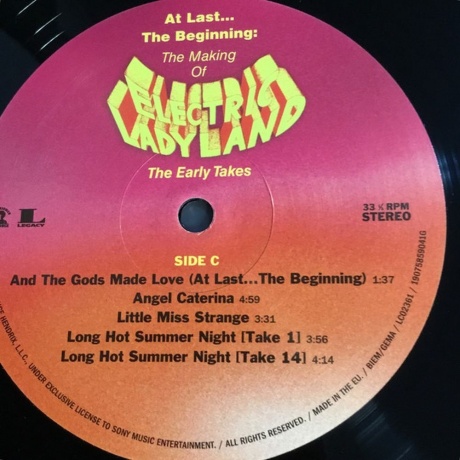 At Last...
The Beginning:
The Making
Of
ELECTRIC
LADYLAND
The Early Takes
LEGACY
33 ⅓ RPM
STEREO
SIDE C
And The Gods Made Love (At Last...The Beginning) 1:37
Angel Caterina 4:59
Little Miss Strange 3:31
Long Hot Summer Night [Take 1] 3:56
Long Hot Summer Night [Take 14] 4:14
HENDRIX, L.L.C., UNDER EXCLUSIVE LICENSE TO SONY MUSIC ENTERTAINMENT. / ALL RIGHTS RESERVED. / MADE IN THE EU. / BIEM/GEMA / LC02361 / 19075859041G